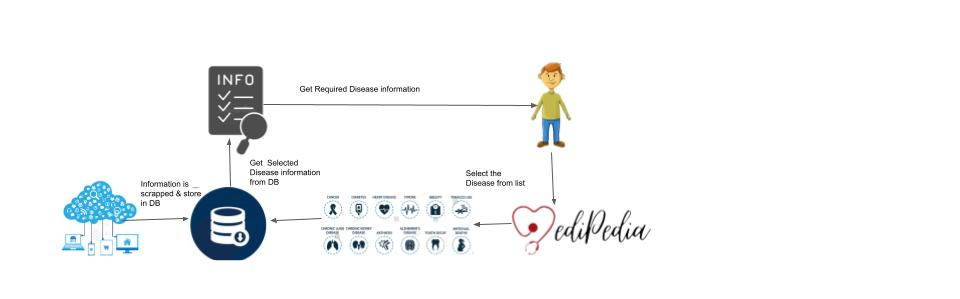 INFO
Get Required Disease information
Get Selected
Disease information
from DB
Select the
Disease from list
Information is
scrapped & store
in DB
CANCER DIABETES HEART DISEASE STROKE OBESITY TOBACCO USE
CHRONIC LUNG DISEASE CHRONIC KIDNEY DISEASE ARTHRITIS ALZHEIMER'S DISEASE TOOTH DECAY
ediPedia